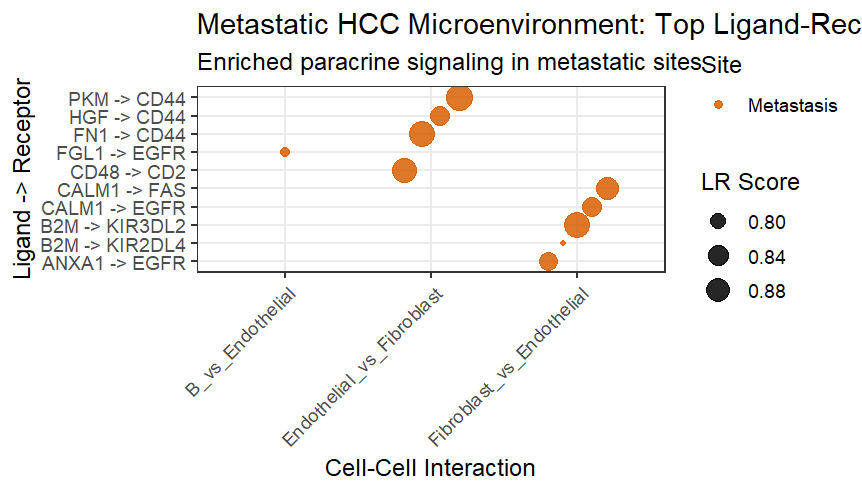 Metastatic HCC Microenvironment: Top Ligand-Rec
Enriched paracrine signaling in metastatic sites
Site
Metastasis
LR Score
0.80
0.84
0.88
Ligand -> Receptor
PKM -> CD44
HGF -> CD44
FN1 -> CD44
FGL1 -> EGFR
CD48 -> CD2
CALM1 -> FAS
CALM1 -> EGFR
B2M -> KIR3DL2
B2M -> KIR2DL4
ANXA1 -> EGFR
B_vs_Endothelial
Endothelial_vs_Fibroblast
Fibroblast_vs_Endothelial
Cell-Cell Interaction